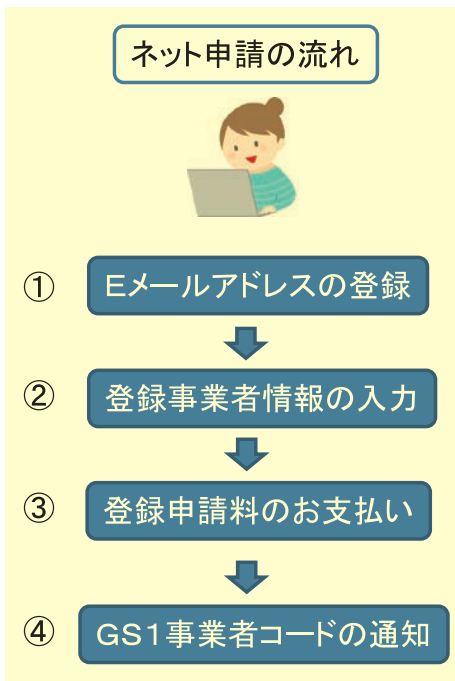 ネット申請の流れ
① Eメールアドレスの登録
② 登録事業者情報の入力
③ 登録申請料のお支払い
④ GS1事業者コードの通知